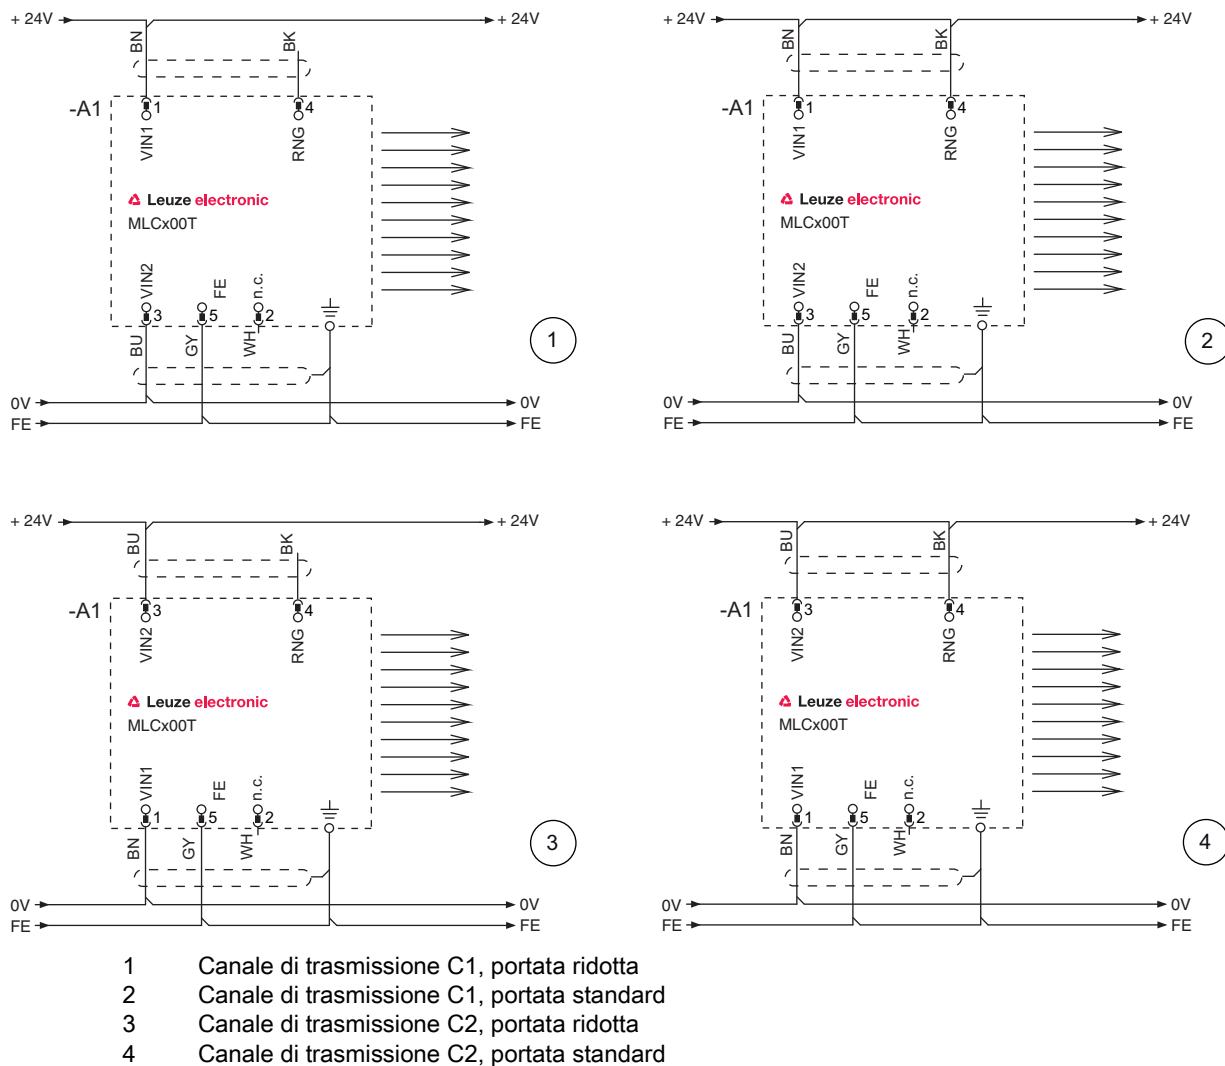 + 24V + 24V
BN BK
-A1 1 4
VIN1 RNG
Leuze electronic
MLCx00T
VIN2 FE n.c.
3 5 2
BU GY WH
1
0V 0V
FE FE
+ 24V + 24V
BN BK
-A1 1 4
VIN1 RNG
Leuze electronic
MLCx00T
VIN2 FE n.c.
3 5 2
BU GY WH
2
0V 0V
FE FE
+ 24V + 24V
BU BK
-A1 3 4
VIN2 RNG
Leuze electronic
MLCx00T
VIN1 FE n.c.
1 5 2
BN GY WH
3
0V 0V
FE FE
+ 24V + 24V
BU BK
-A1 3 4
VIN2 RNG
Leuze electronic
MLCx00T
VIN1 FE n.c.
1 5 2
BN GY WH
4
0V 0V
FE FE
1 Canale di trasmissione C1, portata ridotta
2 Canale di trasmissione C1, portata standard
3 Canale di trasmissione C2, portata ridotta
4 Canale di trasmissione C2, portata standard